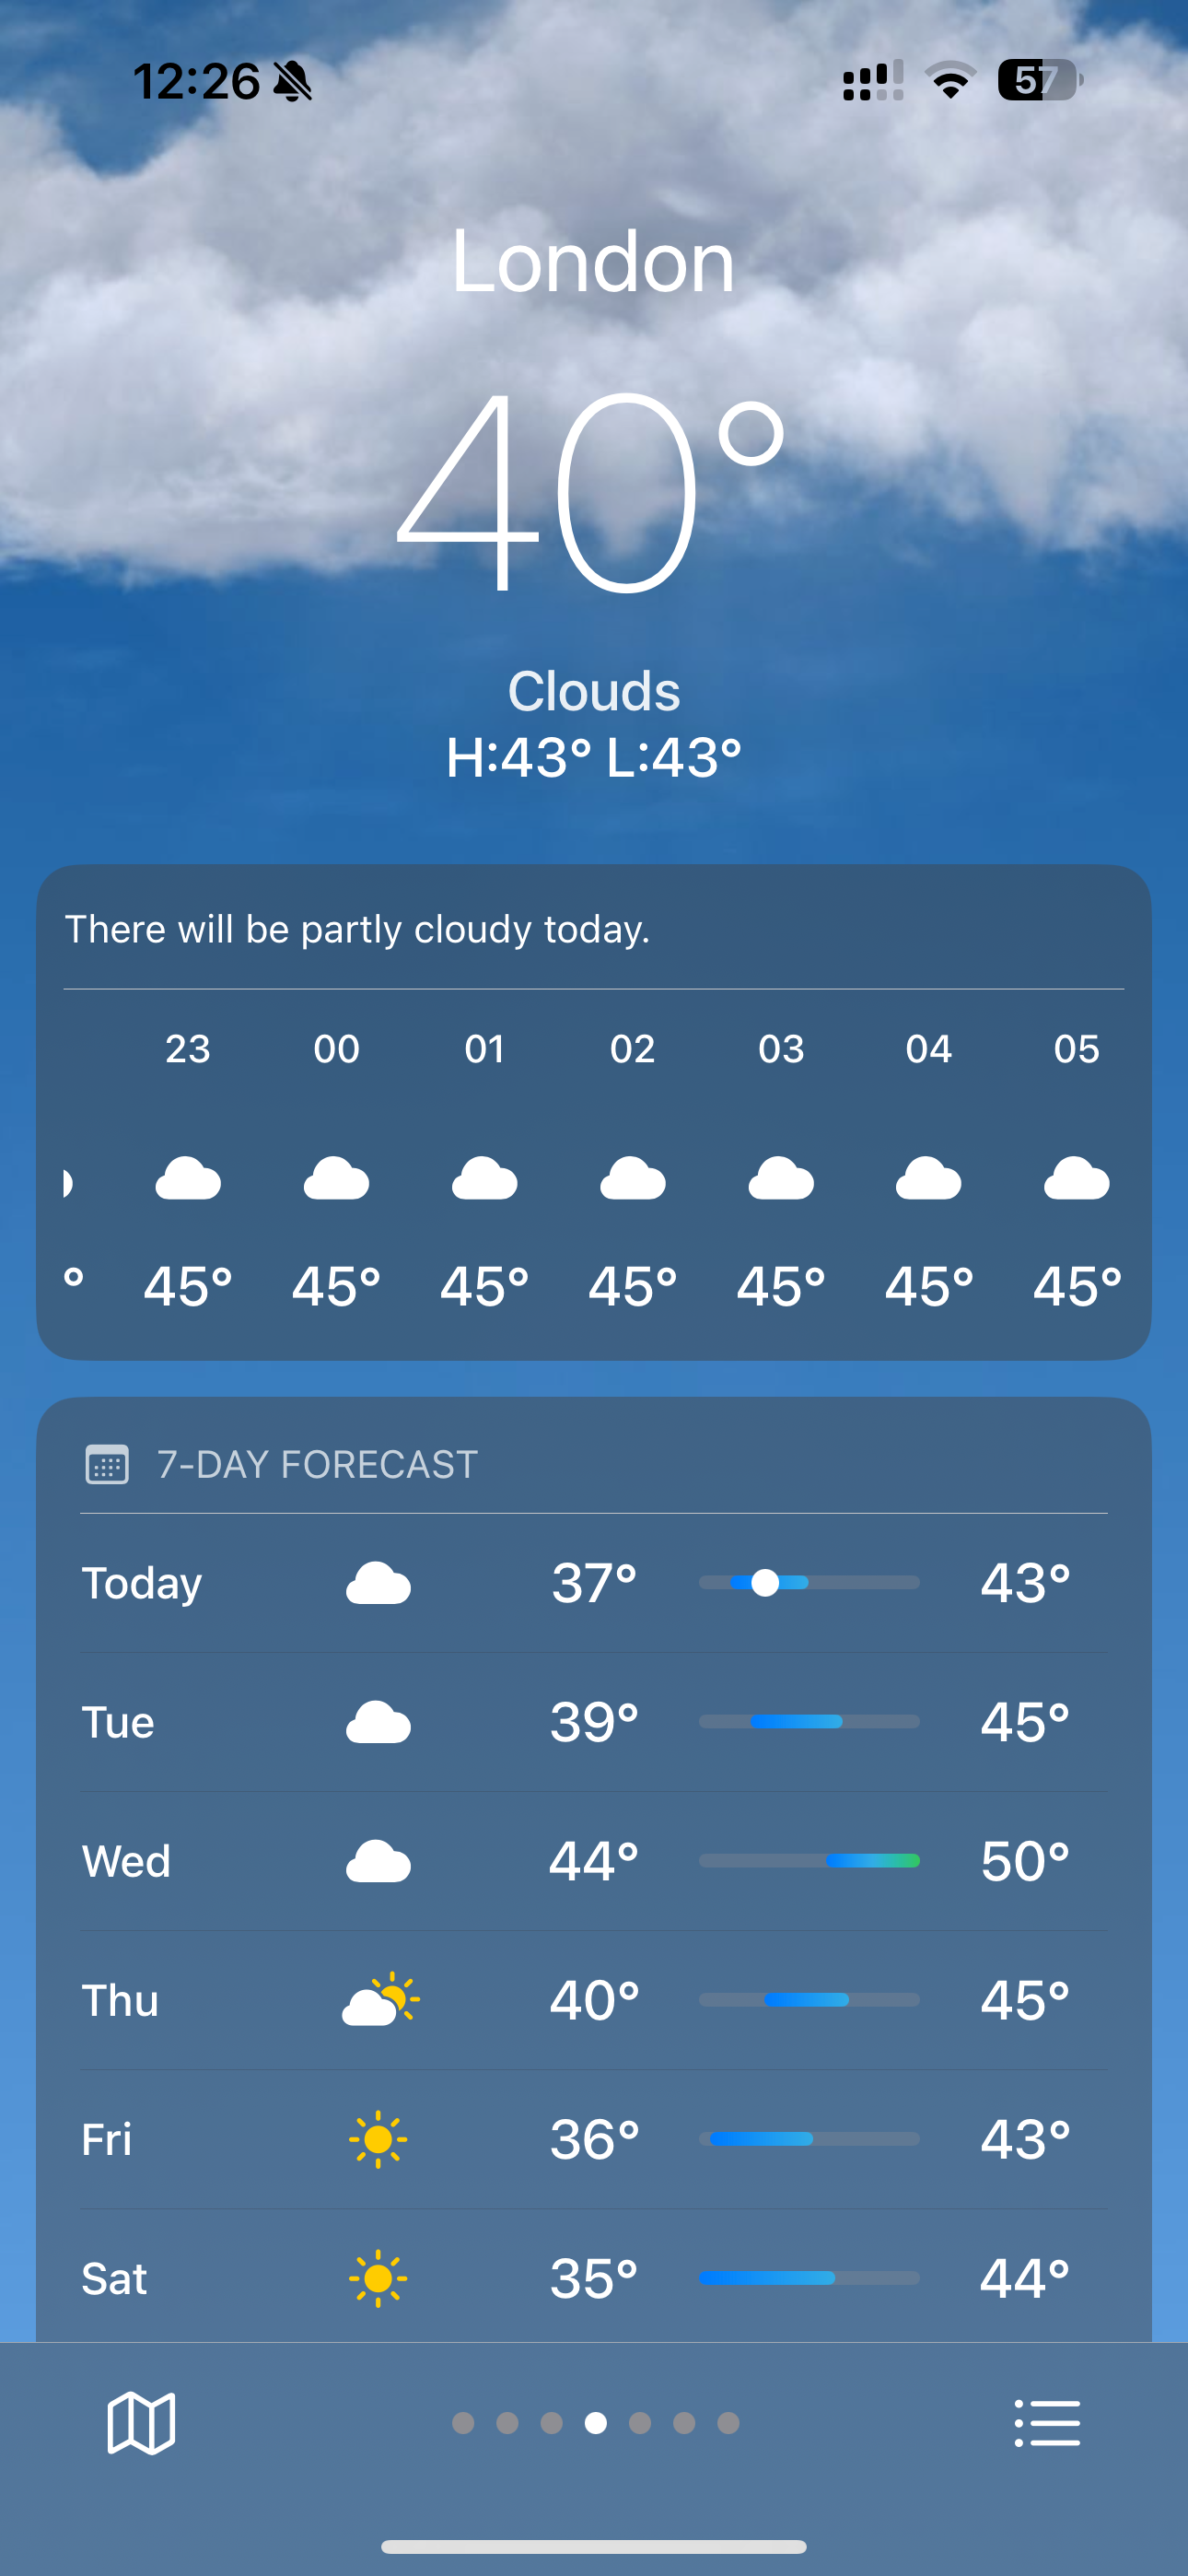 12:26 57
London
40°
Clouds
H:43° L:43°
There will be partly cloudy today.
23 00 01 02 03 04 05
° 45° 45° 45° 45° 45° 45° 45°
7-DAY FORECAST
Today 37° 43°
Tue 39° 45°
Wed 44° 50°
Thu 40° 45°
Fri 36° 43°
Sat 35° 44°